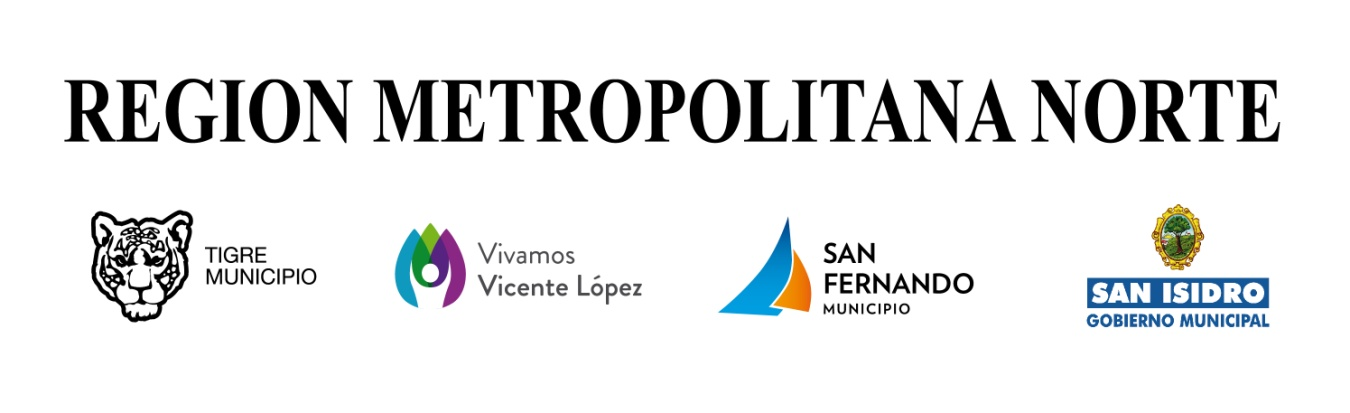 REGION METROPOLITANA NORTE
TIGRE
MUNICIPIO
Vivamos
Vicente López
SAN
FERNANDO
MUNICIPIO
SAN ISIDRO
GOBIERNO MUNICIPAL